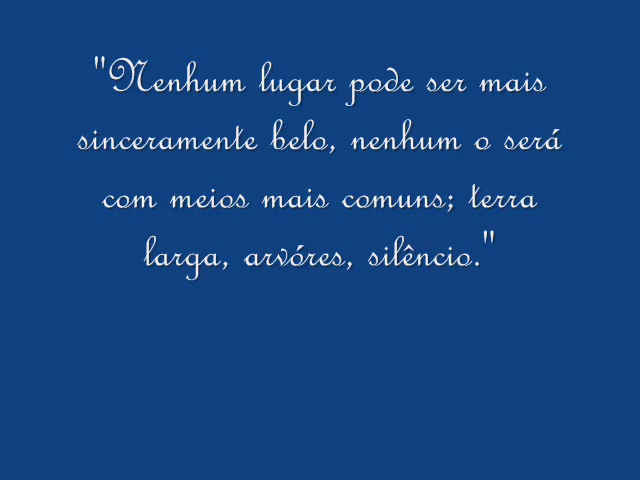 "Nenhum lugar pode ser mais
sinceramente belo, nenhum o será
com meios mais comuns; terra
larga, arvóres, silêncio."